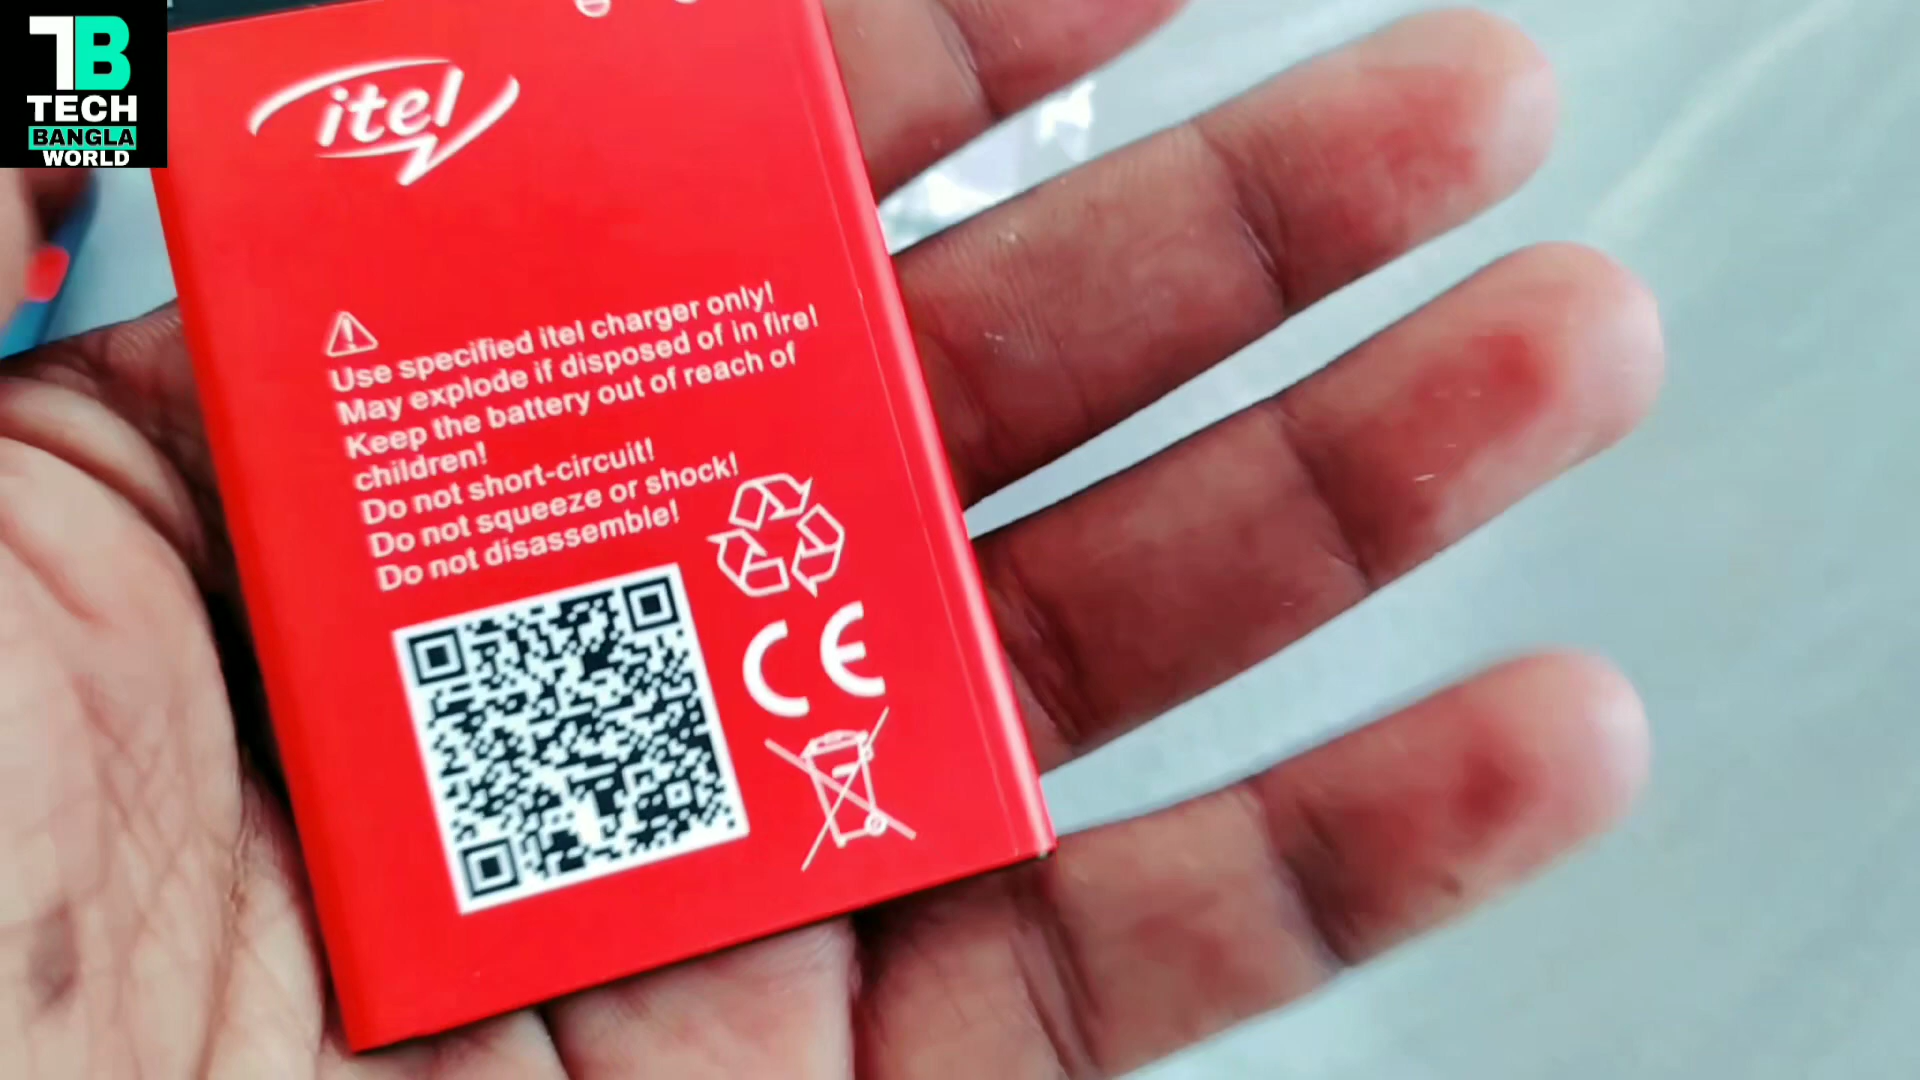 TB
TECH
BANGLA
WORLD
itel
Use specified itel charger only!
May explode if disposed of in fire!
Keep the battery out of reach of
children!
Do not short-circuit!
Do not squeeze or shock!
Do not disassemble!
CE